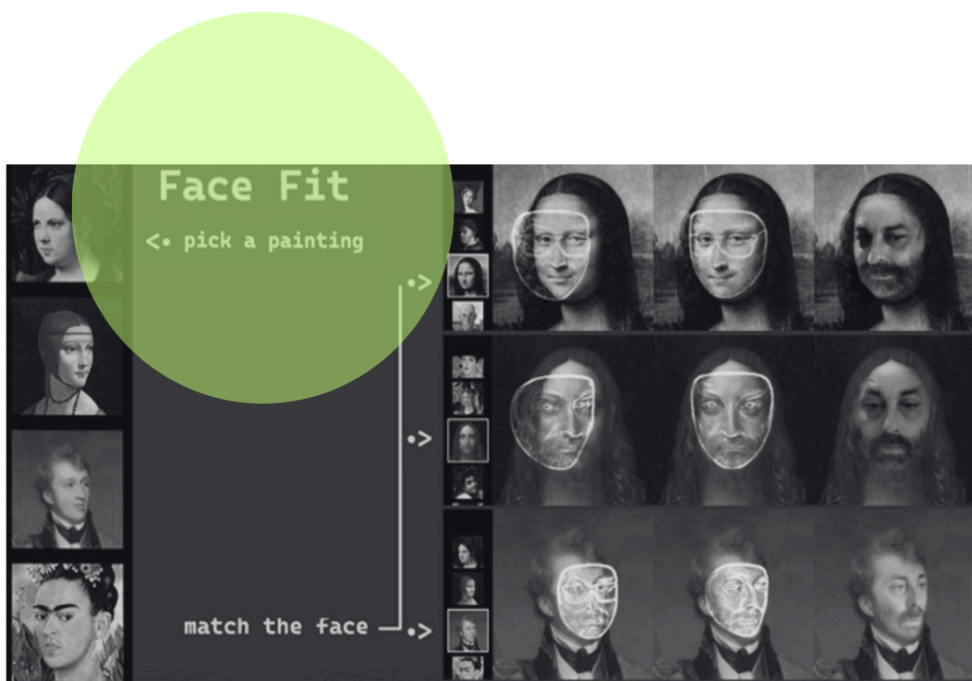 Face Fit
<• pick a painting
•>
•>
match the face •>